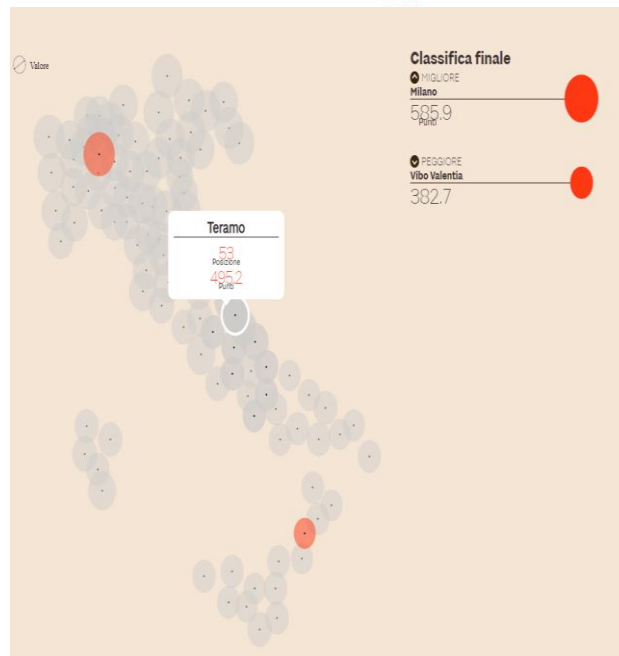 Valore
Classifica finale
MIGLIORE
Milano
585.9
Punti
PEGGIORE
Vibo Valentia
382.7
Teramo
53
Posizione
495.2
Punti